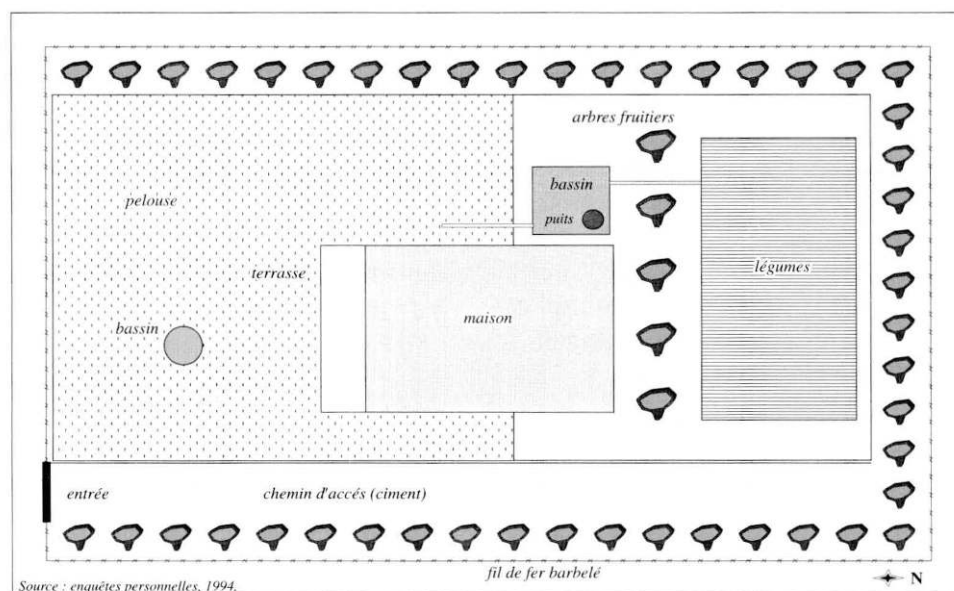 arbres fruitiers
bassin
puits
pelouse
terrasse
légumes
maison
bassin
entrée
chemin d'accés (ciment)
fil de fer barbelé
Source : enquêtes personnelles, 1994.
N